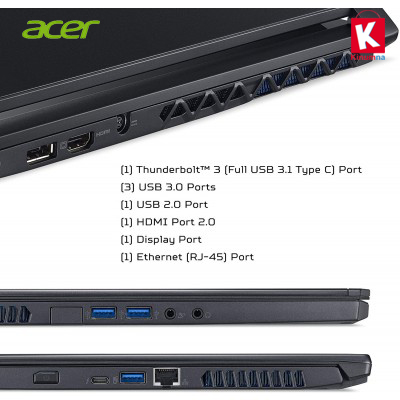 acer
K
HDMI
(1) Thunderbolt™ 3 (Full USB 3.1 Type C) Port
(3) USB 3.0 Ports
(1) USB 2.0 Port
(1) HDMI Port 2.0
(1) Display Port
(1) Ethernet (RJ-45) Port